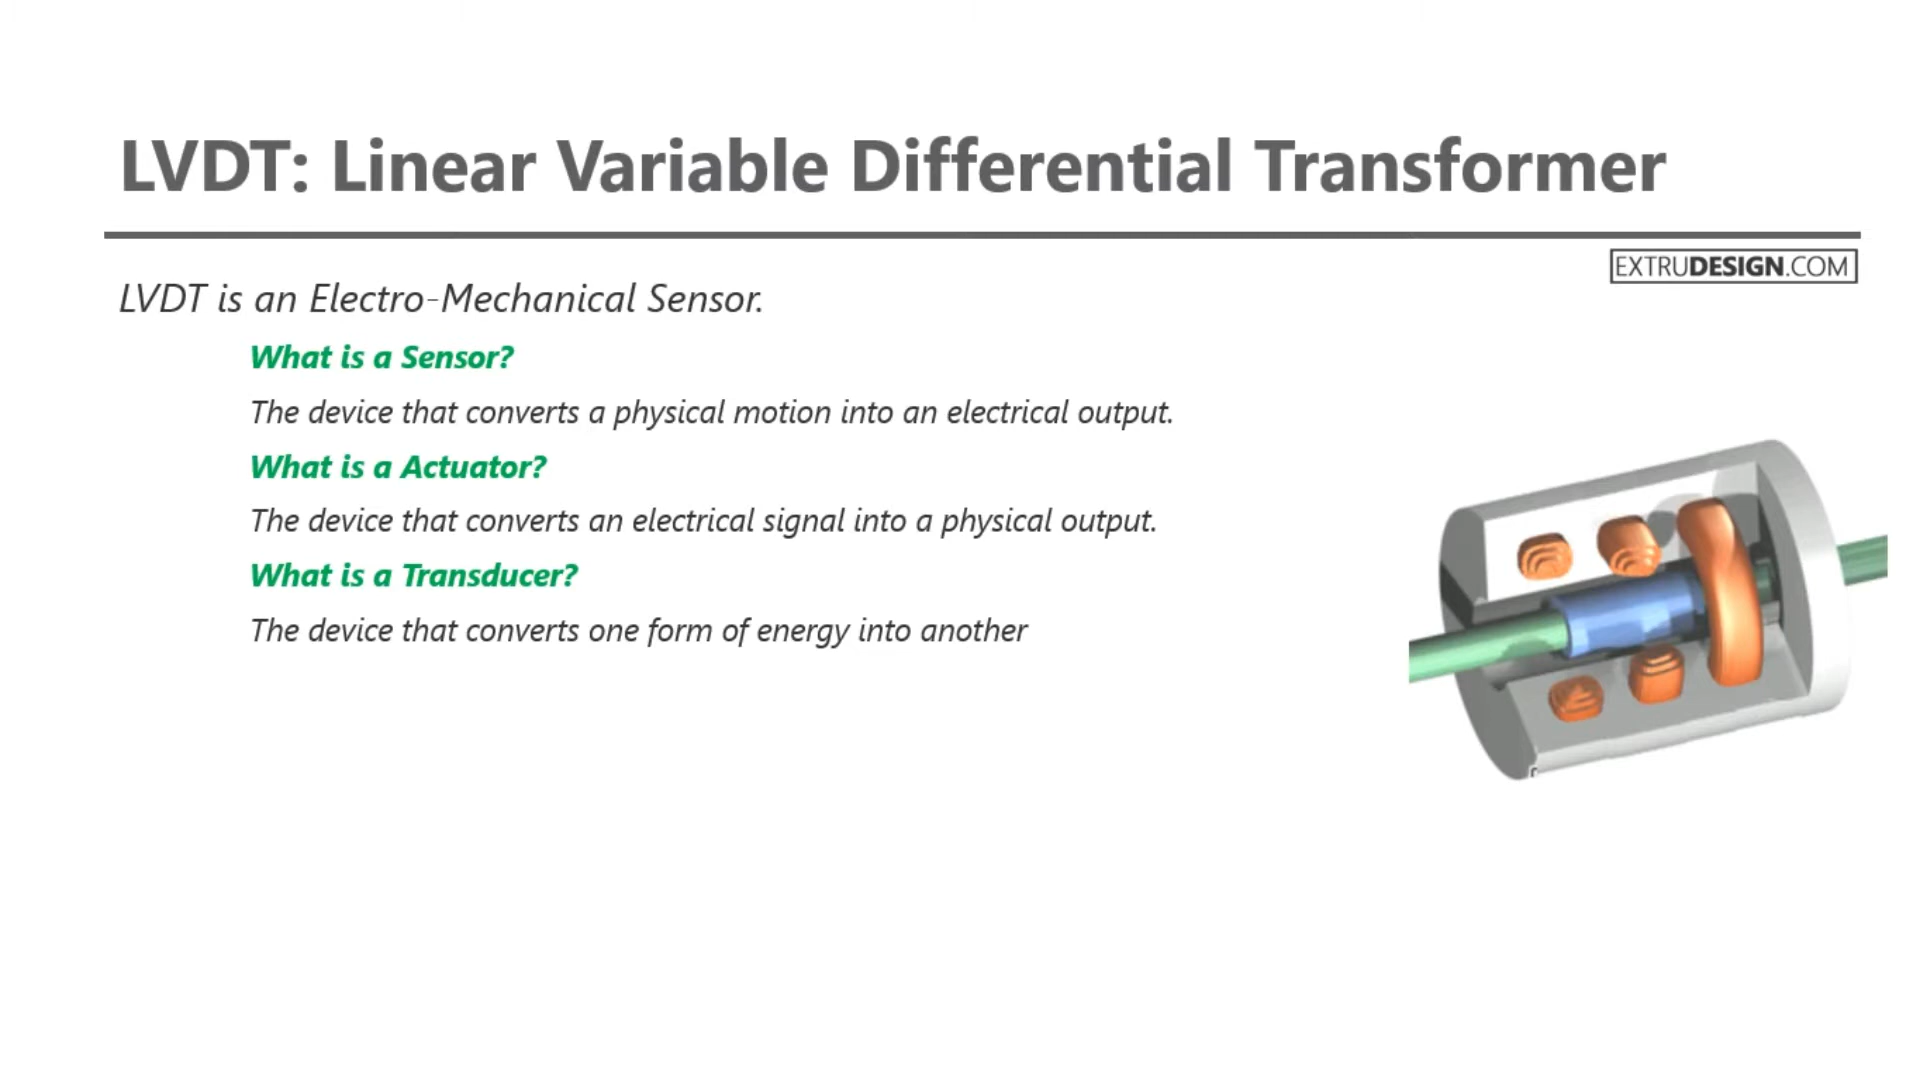 LVDT: Linear Variable Differential Transformer
EXTRUDESIGN.COM
LVDT is an Electro-Mechanical Sensor.
What is a Sensor?
The device that converts a physical motion into an electrical output.
What is a Actuator?
The device that converts an electrical signal into a physical output.
What is a Transducer?
The device that converts one form of energy into another